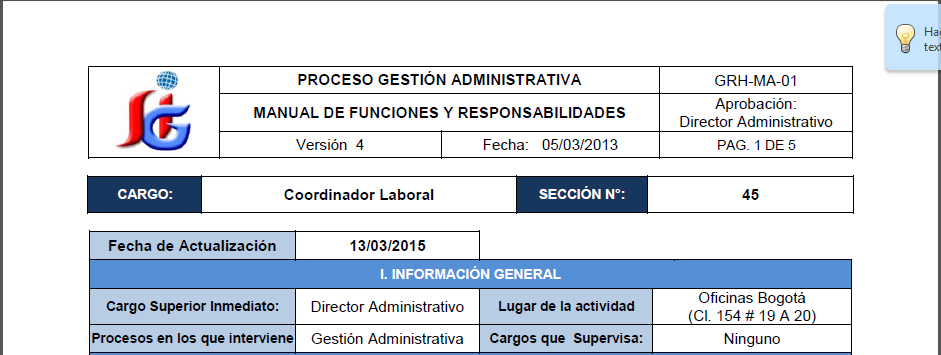 PROCESO GESTIÓN ADMINISTRATIVA
GRH-MA-01
MANUAL DE FUNCIONES Y RESPONSABILIDADES
Aprobación:
Director Administrativo
Versión 4
Fecha: 05/03/2013
PAG. 1 DE 5
CARGO:
Coordinador Laboral
SECCIÓN N°:
45
Fecha de Actualización
13/03/2015
I. INFORMACIÓN GENERAL
Cargo Superior Inmediato:
Director Administrativo
Lugar de la actividad
Oficinas Bogotá
(Cl. 154 # 19 A 20)
Procesos en los que interviene
Gestión Administrativa
Cargos que Supervisa:
Ninguno